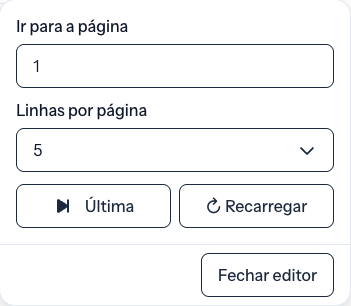 Ir para a página
1
Linhas por página
5
Última
Recarregar
Fechar editor